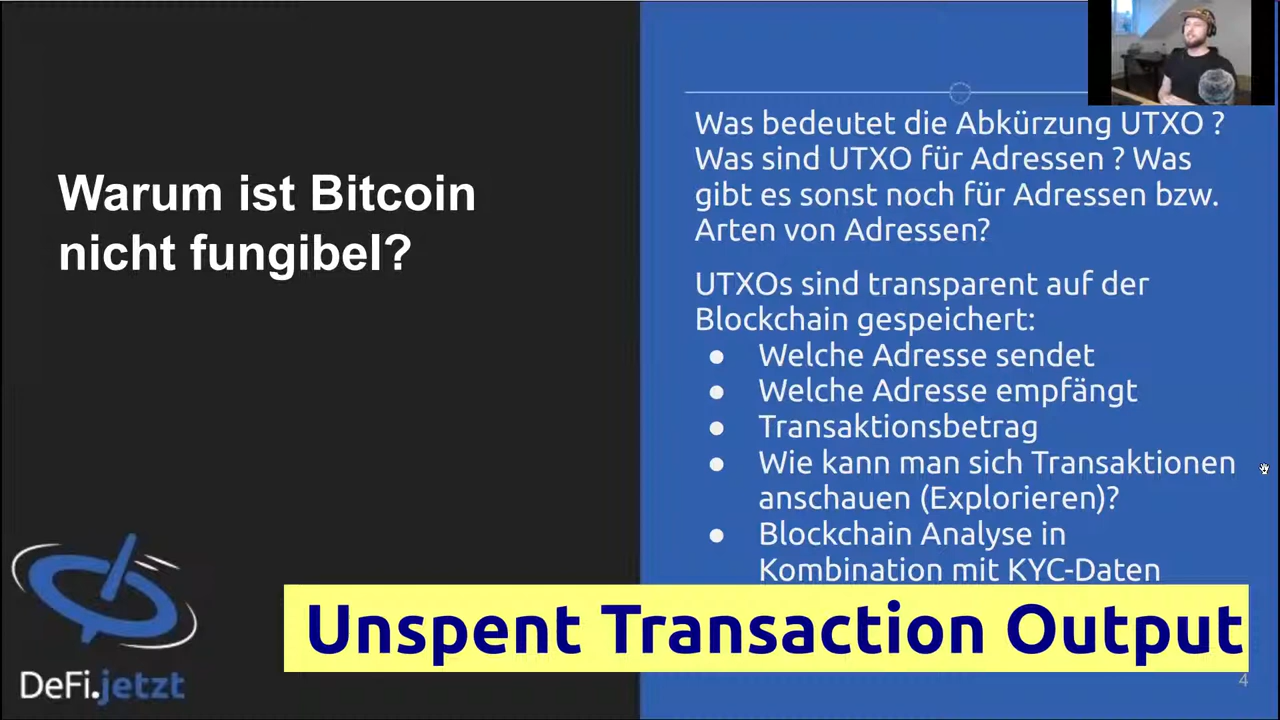 Warum ist Bitcoin
nicht fungibel?
Was bedeutet die Abkürzung UTXO ?
Was sind UTXO für Adressen ? Was
gibt es sonst noch für Adressen bzw.
Arten von Adressen?
UTXOs sind transparent auf der
Blockchain gespeichert:
● Welche Adresse sendet
● Welche Adresse empfängt
● Transaktionsbetrag
● Wie kann man sich Transaktionen
anschauen (Explorieren)?
● Blockchain Analyse in
Kombination mit KYC-Daten
Unspent Transaction Output
DeFi.jetzt
4